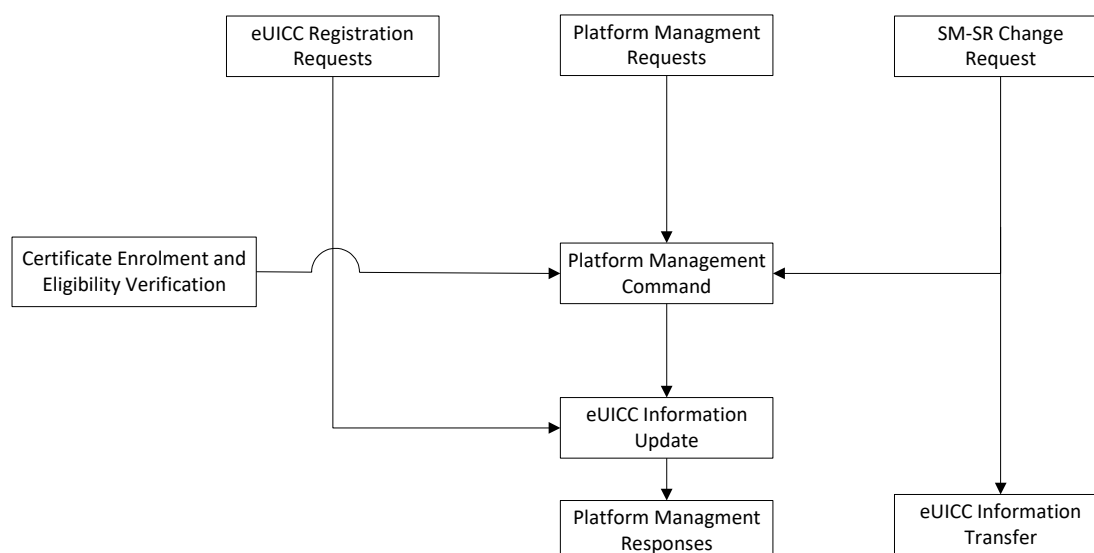 eUICC Registration
Requests
Platform Managment
Requests
SM-SR Change
Request
Certificate Enrolment and
Eligibility Verification
Platform Management
Command
eUICC Information
Update
Platform Managment
Responses
eUICC Information
Transfer